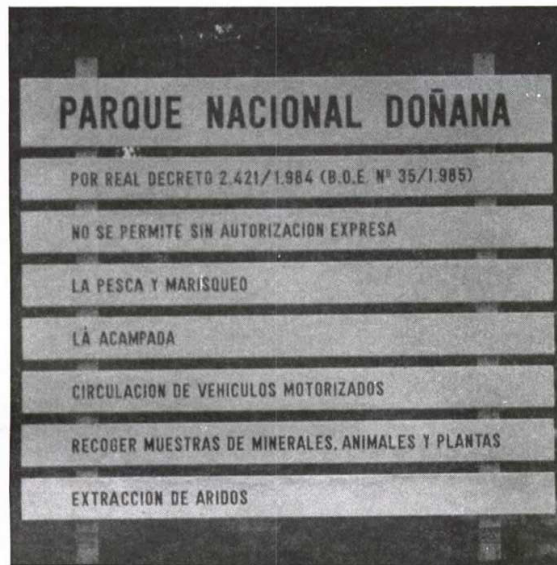 PARQUE NACIONAL DOÑANA
POR REAL DECRETO 2.421/1.984 (B.O.E. Nº 35/1.985)
NO SE PERMITE SIN AUTORIZACION EXPRESA
LA PESCA Y MARISQUEO
LA ACAMPADA
CIRCULACION DE VEHICULOS MOTORIZADOS
RECOGER MUESTRAS DE MINERALES, ANIMALES Y PLANTAS
EXTRACCION DE ARIDOS